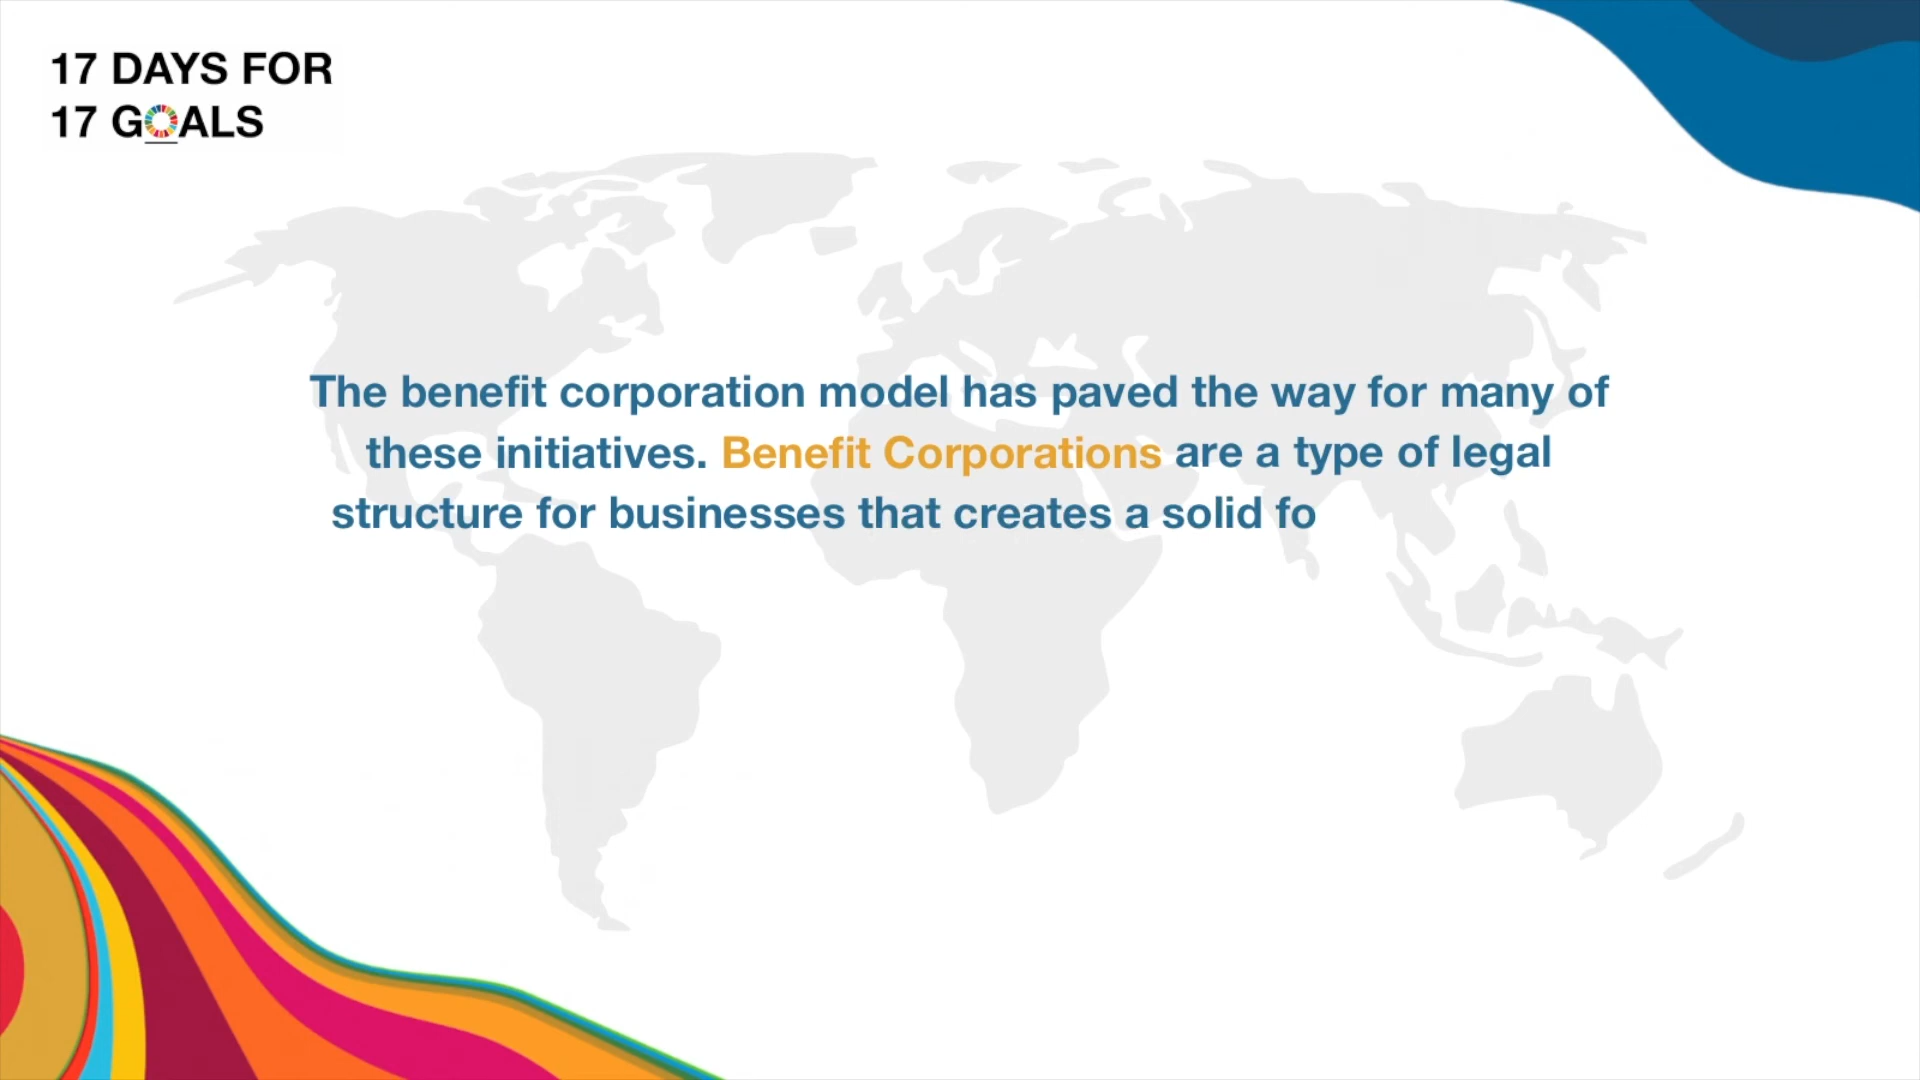 17 DAYS FOR
17 GOALS
The benefit corporation model has paved the way for many of
these initiatives. Benefit Corporations are a type of legal
structure for businesses that creates a solid fo